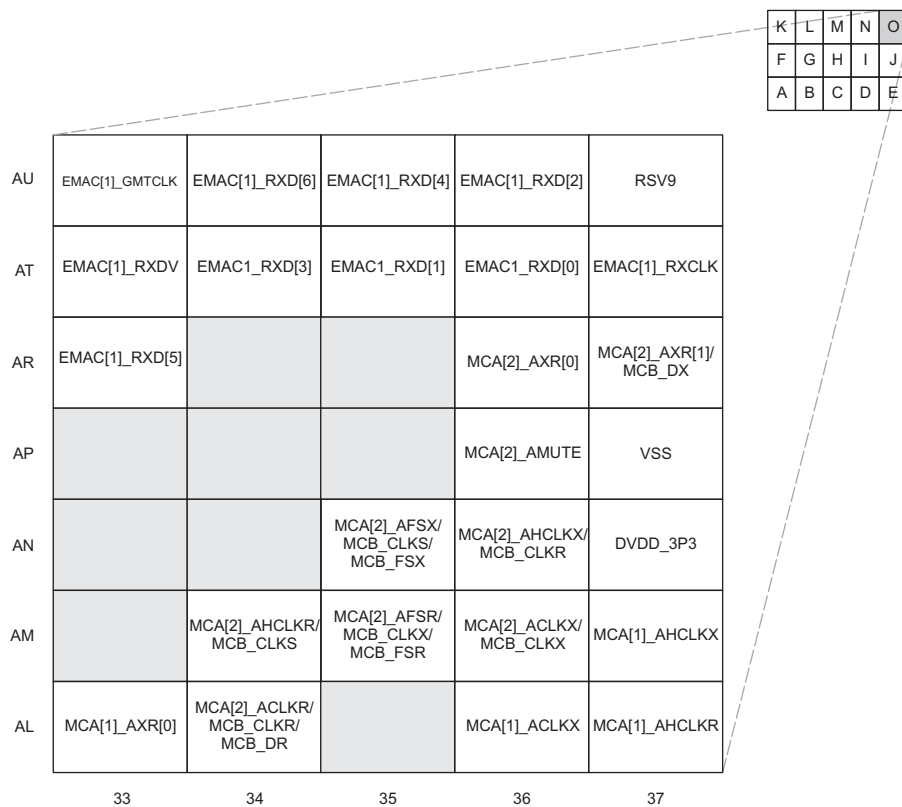 K L M N O
F G H I J
A B C D E
AU EMAC[1]_GMTCLK EMAC[1]_RXD[6] EMAC[1]_RXD[4] EMAC[1]_RXD[2] RSV9
AT EMAC[1]_RXDV EMAC1_RXD[3] EMAC1_RXD[1] EMAC1_RXD[0] EMAC[1]_RXCLK
AR EMAC[1]_RXD[5] MCA[2]_AXR[0] MCA[2]_AXR[1]/
MCB_DX
AP MCA[2]_AMUTE VSS
AN MCA[2]_AFSX/
MCB_CLKS/
MCB_FSX
MCA[2]_AHCLKX/
MCB_CLKR
DVDD_3P3
AM MCA[2]_AHCLKR/
MCB_CLKS
MCA[2]_AFSR/
MCB_CLKX/
MCB_FSR
MCA[2]_ACLKX/
MCB_CLKX
MCA[1]_AHCLKX
AL MCA[1]_AXR[0]
MCA[2]_ACLKR/
MCB_CLKR/
MCB_DR
MCA[1]_ACLKX MCA[1]_AHCLKR
33 34 35 36 37